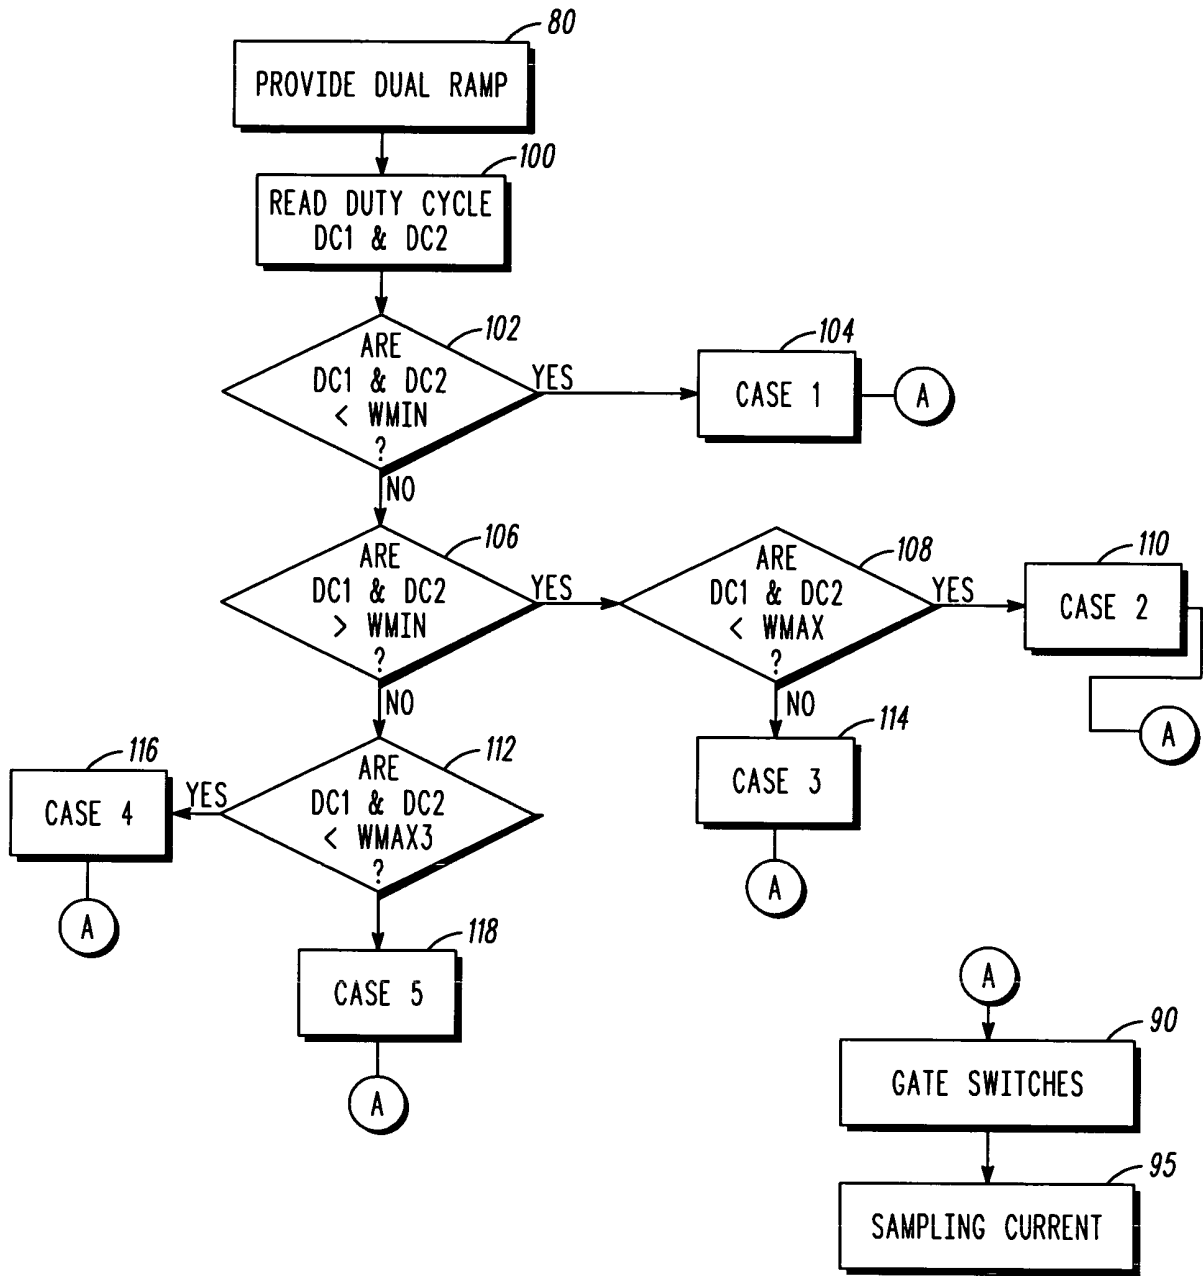 80
PROVIDE DUAL RAMP
100
READ DUTY CYCLE
DC1 & DC2
102
ARE
DC1 & DC2
< WMIN
?
YES
104
CASE 1
A
NO
106
ARE
DC1 & DC2
> WMIN
?
YES
108
ARE
DC1 & DC2
< WMAX
?
YES
110
CASE 2
A
NO
114
CASE 3
A
NO
112
ARE
DC1 & DC2
< WMAX3
?
YES
116
CASE 4
A
118
CASE 5
A
A
90
GATE SWITCHES
95
SAMPLING CURRENT